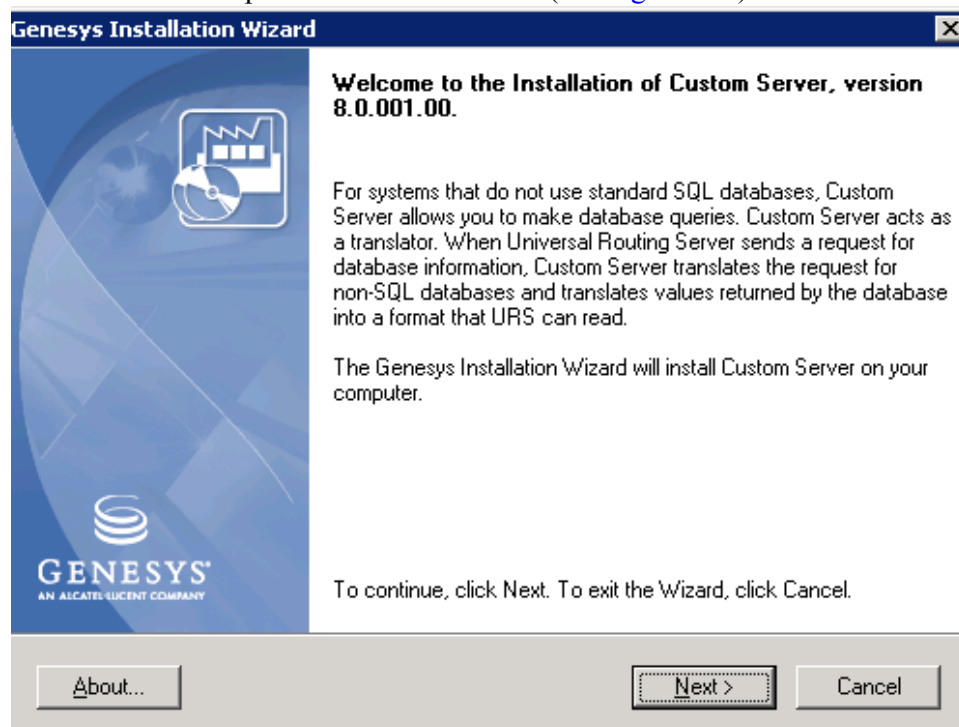 Genesys Installation Wizard
Welcome to the Installation of Custom Server, version
8.0.001.00.
For systems that do not use standard SQL databases, Custom
Server allows you to make database queries. Custom Server acts as
a translator. When Universal Routing Server sends a request for
database information, Custom Server translates the request for
non-SQL databases and translates values returned by the database
into a format that URS can read.
The Genesys Installation Wizard will install Custom Server on your
computer.
GENESYS
AN ALCATEL-LUCENT COMPANY
To continue, click Next. To exit the Wizard, click Cancel.
About...
Next >
Cancel